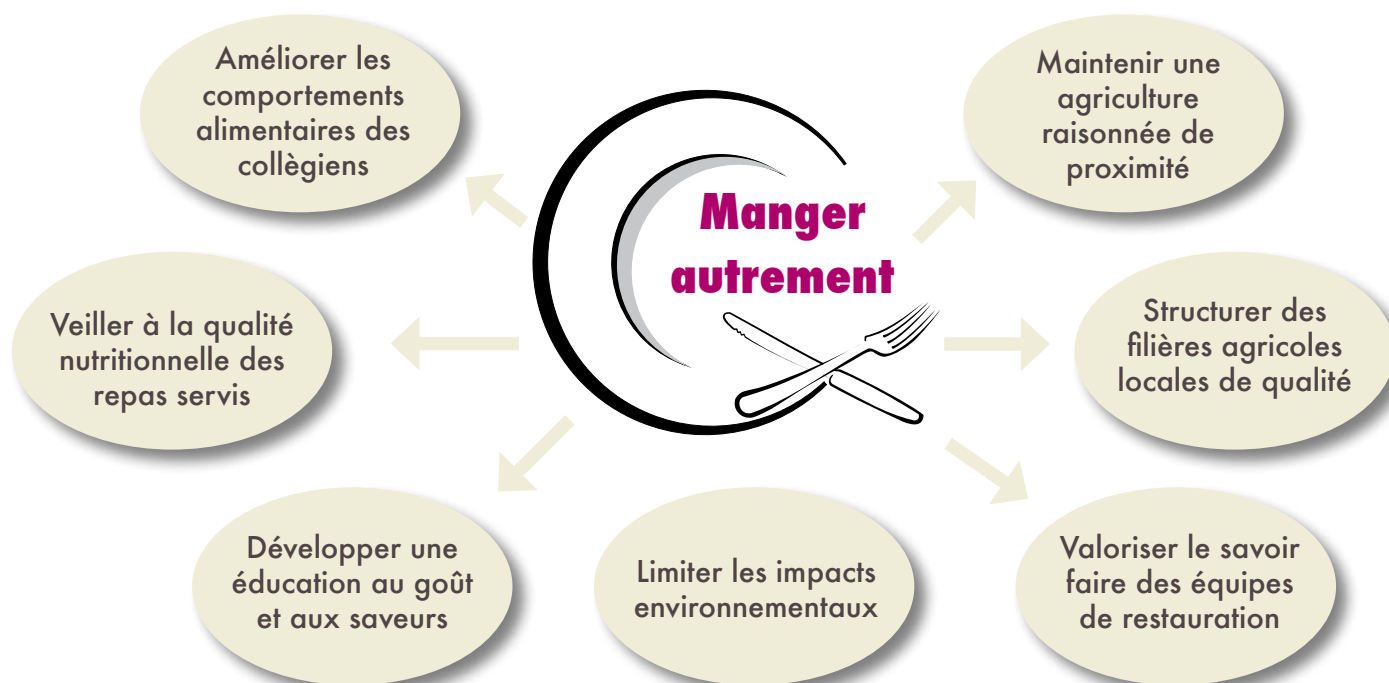 Améliorer les
comportements
alimentaires des
collègiens
Maintenir une
agriculture
raisonnée de
proximité
Manger
autrement
Veiller à la qualité
nutritionnelle des
repas servis
Structurer des
filières agricoles
locales de qualité
Développer une
éducation au goût
et aux saveurs
Limiter les impacts
environnementaux
Valoriser le savoir
faire des équipes
de restauration